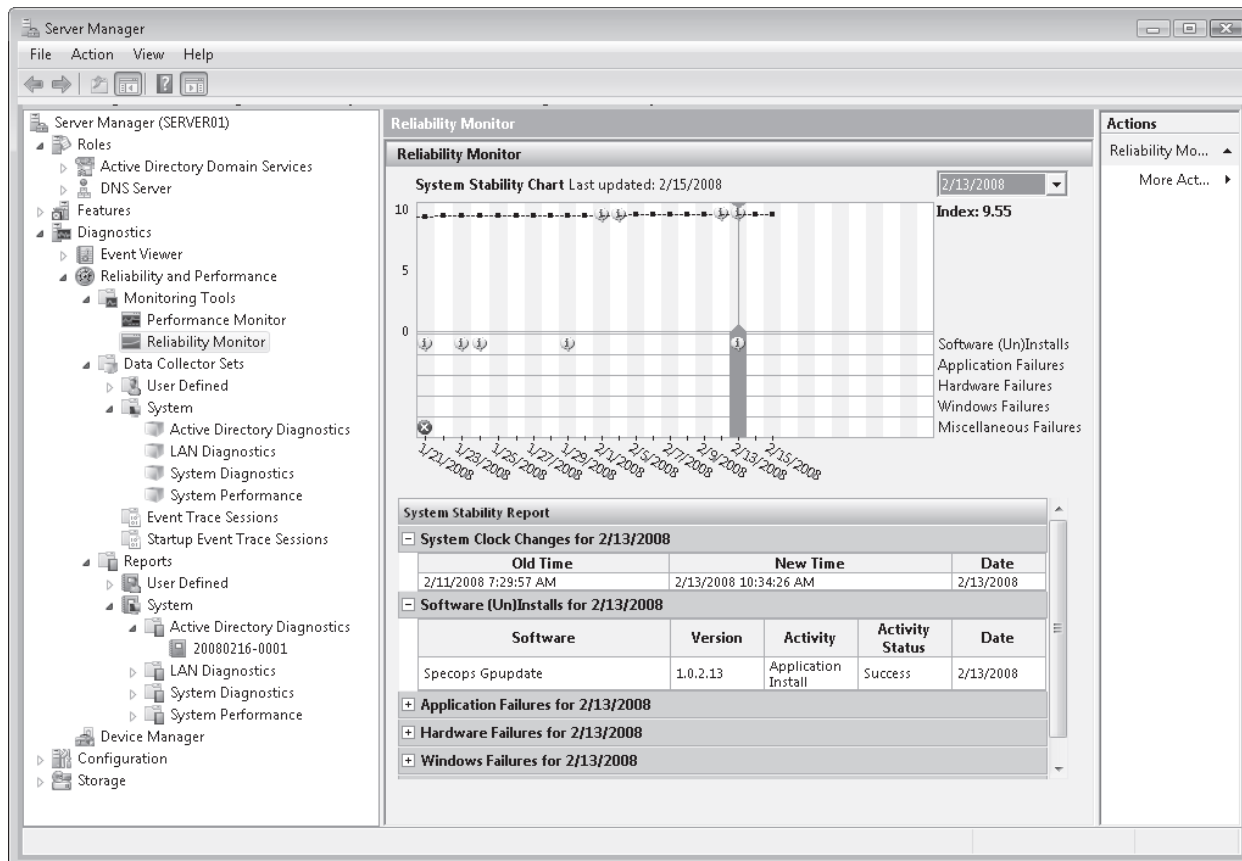 Server Manager
File Action View Help
Server Manager (SERVER01)
Roles
Active Directory Domain Services
DNS Server
Features
Diagnostics
Event Viewer
Reliability and Performance
Monitoring Tools
Performance Monitor
Reliability Monitor
Data Collector Sets
User Defined
System
Active Directory Diagnostics
LAN Diagnostics
System Diagnostics
System Performance
Event Trace Sessions
Startup Event Trace Sessions
Reports
User Defined
System
Active Directory Diagnostics
20080216-0001
LAN Diagnostics
System Diagnostics
System Performance
Device Manager
Configuration
Storage
Reliability Monitor
Reliability Monitor
System Stability Chart Last updated: 2/15/2008
2/13/2008
Index: 9.55
10
5
0
Software (Un)Installs
Application Failures
Hardware Failures
Windows Failures
Miscellaneous Failures
1/21/2008
1/23/2008
1/25/2008
1/27/2008
1/29/2008
2/1/2008
2/5/2008
2/7/2008
2/9/2008
2/13/2008
2/15/2008
System Stability Report
System Clock Changes for 2/13/2008
Old Time New Time Date
2/11/2008 7:29:57 AM 2/13/2008 10:34:26 AM 2/13/2008
Software (Un)Installs for 2/13/2008
Software Version Activity Activity Status Date
Specops Gpupdate 1.0.2.13 Application Install Success 2/13/2008
Application Failures for 2/13/2008
Hardware Failures for 2/13/2008
Windows Failures for 2/13/2008
Actions
Reliability Mo...
More Act...